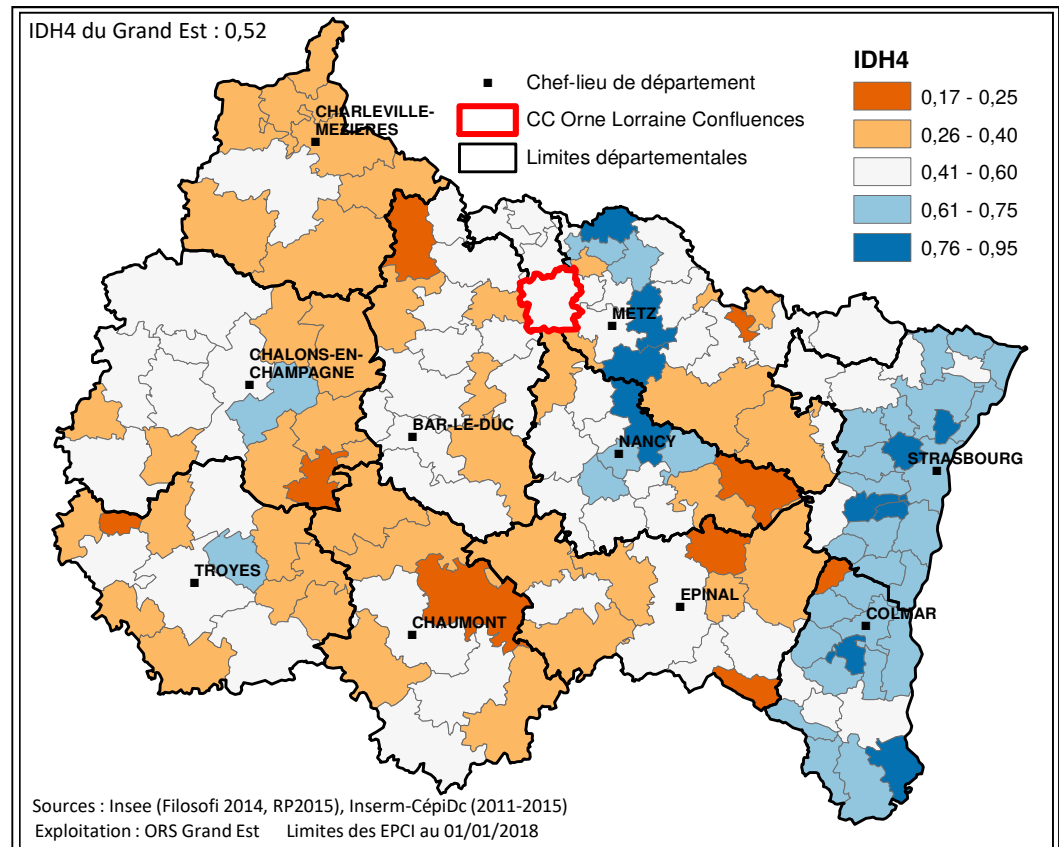 IDH4 du Grand Est : 0,52
IDH4
0,17 - 0,25
0,26 - 0,40
0,41 - 0,60
0,61 - 0,75
0,76 - 0,95
Chef-lieu de département
CC Orne Lorraine Confluences
Limites départementales
CHARLEVILLE-
MEZIERES
METZ
CHALONS-EN-
CHAMPAGNE
BAR-LE-DUC
NANCY
STRASBOURG
TROYES
EPINAL
CHAUMONT
COLMAR
Sources : Insee (Filosofi 2014, RP2015), Inserm-CépiDc (2011-2015)
Exploitation : ORS Grand Est Limites des EPCI au 01/01/2018